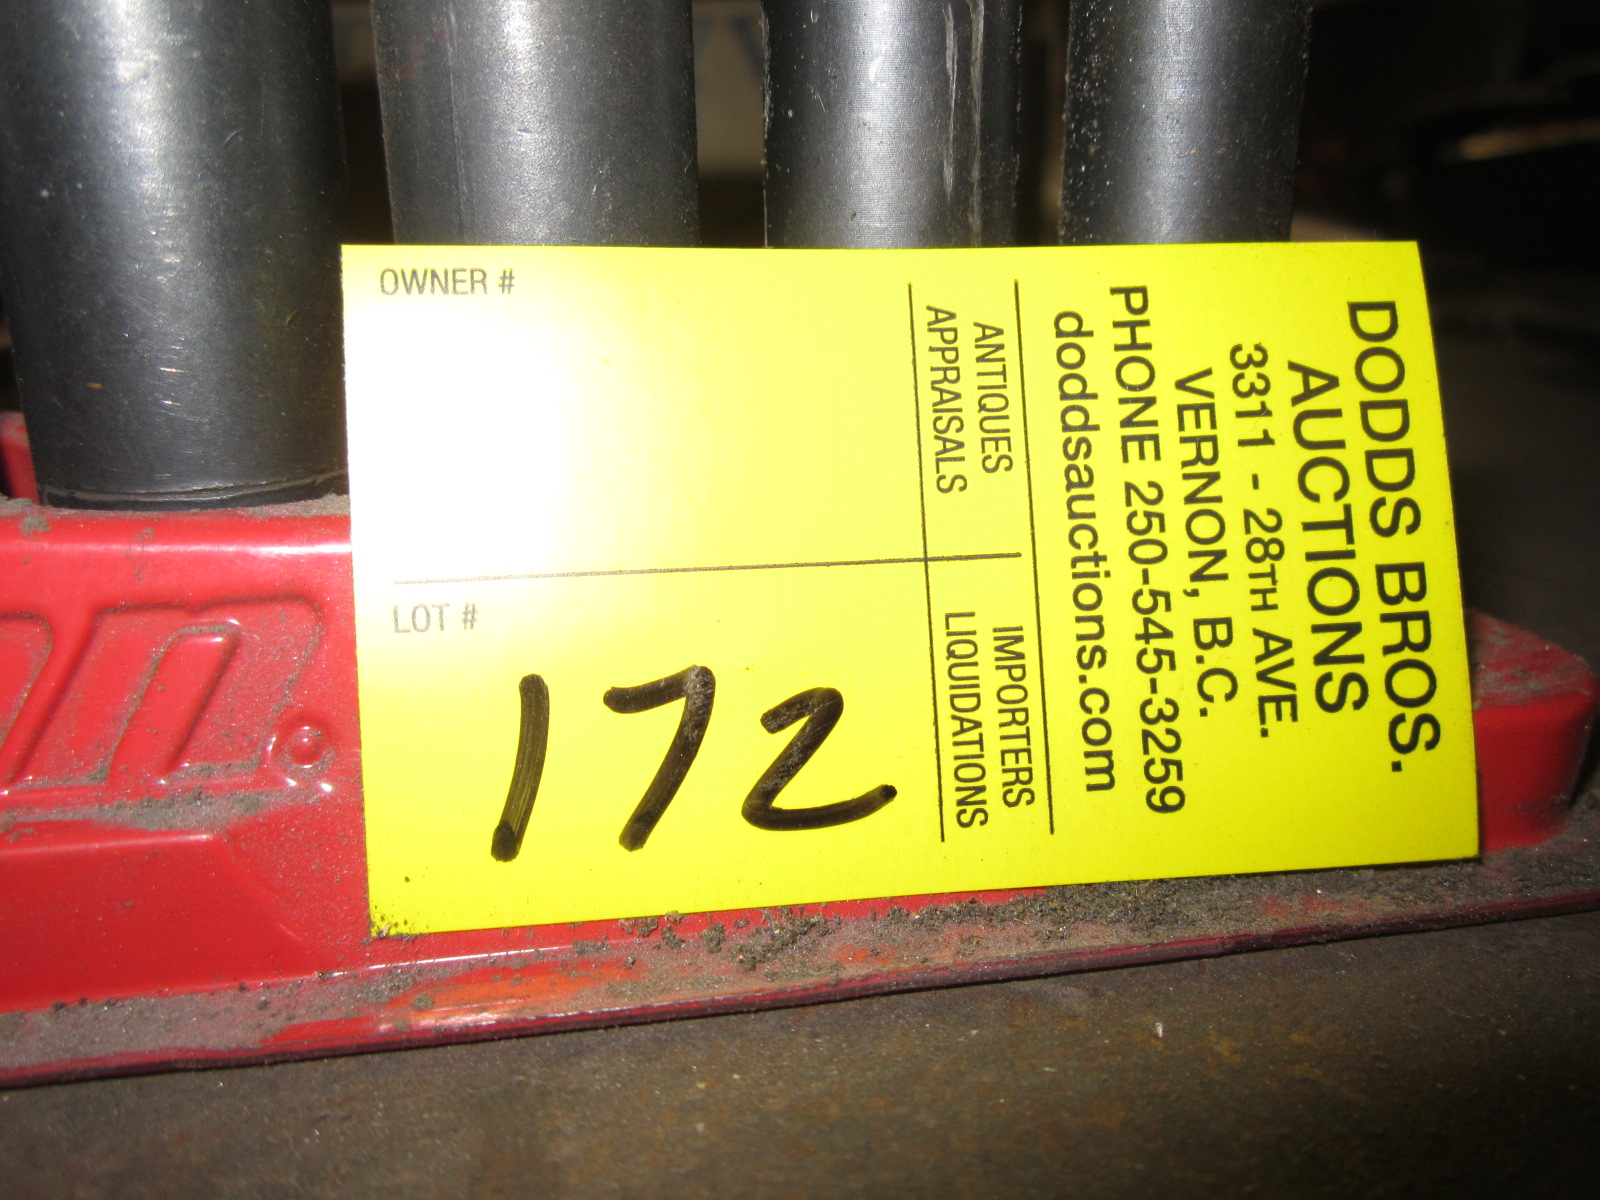 OWNER #
LOT #
172
ANTIQUES
APPRAISALS
IMPORTERS
LIQUIDATIONS
DODDS BROS.
AUCTIONS
3311 - 28TH AVE.
VERNON, B.C.
PHONE 250-545-3259
doddsauctions.com